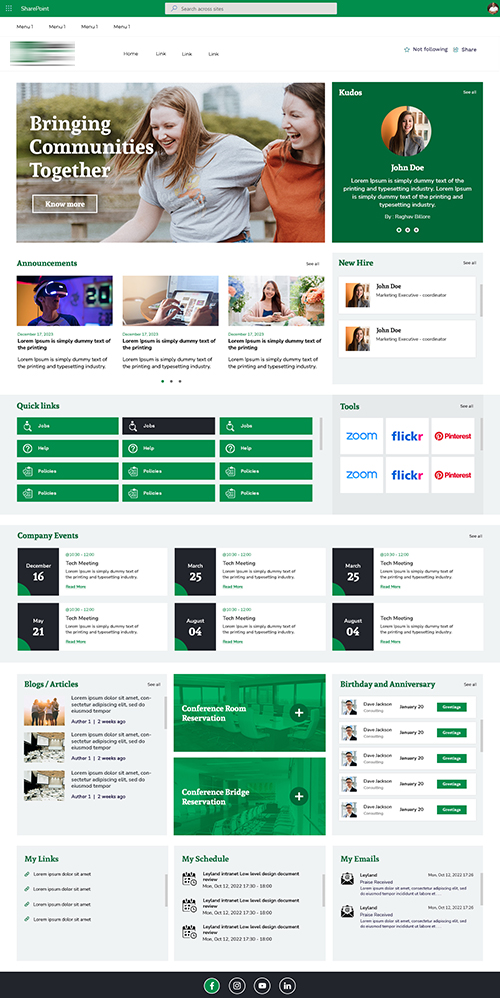 SharePoint
Search across sites
Menu 1 Menu 1 Menu 1 Menu 1
Home Link Link Link
Not following Share
Bringing
Communities
Together
Know more
Kudos See all
John Doe
Lorem Ipsum is simply dummy text of the
printing and typesetting industry. Lorem Ipsum
is simply dummy text of the printing and
typesetting industry.
By : Raghav Billore
Announcements See all
December 17, 2023
Lorem Ipsum is simply dummy text of
the printing
Lorem Ipsum is simply dummy text of
the printing and typesetting industry.
December 17, 2023
Lorem Ipsum is simply dummy text of
the printing
Lorem Ipsum is simply dummy text of
the printing and typesetting industry.
December 17, 2023
Lorem Ipsum is simply dummy text of
the printing
Lorem Ipsum is simply dummy text of
the printing and typesetting industry.
New Hire See all
John Doe
Marketing Executive - coordinator
John Doe
Marketing Executive - coordinator
Quick links
Jobs Jobs Jobs
Help Help Help
Policies Policies Policies
Policies Policies Policies
Tools See all
zoom flickr Pinterest
zoom flickr Pinterest
Company Events See all
December
16
@10:30 - 12:00
Tech Meeting
Lorem Ipsum is simply dummy text of
the printing and typesetting industry.
Read More
March
25
@10:30 - 12:00
Tech Meeting
Lorem Ipsum is simply dummy text of
the printing and typesetting industry.
Read More
March
25
@10:30 - 12:00
Tech Meeting
Lorem Ipsum is simply dummy text of
the printing and typesetting industry.
Read More
May
21
@10:30 - 12:00
Tech Meeting
Lorem Ipsum is simply dummy text of
the printing and typesetting industry.
Read More
August
04
@10:30 - 12:00
Tech Meeting
Lorem Ipsum is simply dummy text of
the printing and typesetting industry.
Read More
August
04
@10:30 - 12:00
Tech Meeting
Lorem Ipsum is simply dummy text of
the printing and typesetting industry.
Read More
Blogs / Articles See all
Lorem ipsum dolor sit amet, con-
sectetur adipiscing elit, sed do
eiusmod tempor
Author 1 | 2 weeks ago
Lorem ipsum dolor sit amet, con-
sectetur adipiscing elit, sed do
eiusmod tempor
Author 1 | 2 weeks ago
Lorem ipsum dolor sit amet, con-
sectetur adipiscing elit, sed do
eiusmod tempor
Author 1 | 2 weeks ago
Conference Room
Reservation
Conference Bridge
Reservation
Birthday and Anniversary See all
Dave Jackson January 20 Greetings
Consulting
Dave Jackson January 20 Greetings
Consulting
Dave Jackson January 20 Greetings
Consulting
Dave Jackson January 20 Greetings
Consulting
Dave Jackson January 20 Greetings
Consulting
My Links
Lorem ipsum dolor sit amet
Lorem ipsum dolor sit amet
Lorem ipsum dolor sit amet
Lorem ipsum dolor sit amet
My Schedule
Leyland intranet Low level design document
review
Mon, Oct 12, 2022 17:30 - 18:00
Leyland intranet Low level design document
review
Mon, Oct 12, 2022 17:30 - 18:00
Leyland intranet Low level design document
review
Mon, Oct 12, 2022 17:30 - 18:00
My Emails
Leyland Mon, Oct 12, 2022 17:26
Praise Received
Lorem ipsum dolor sit amet, consectetur adipiscing
elit, sed do eiusmod tempor incididunt ut labore et ....
Leyland Mon, Oct 12, 2022 17:26
Praise Received
Lorem ipsum dolor sit amet, consectetur adipiscing
elit, sed do eiusmod tempor incididunt ut labore et ....